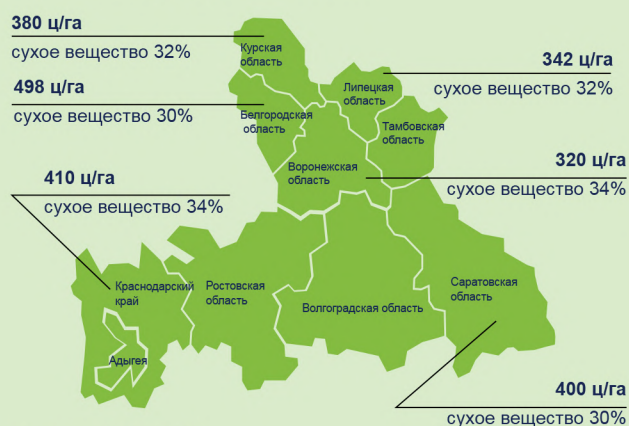 380 ц/га
сухое вещество 32%
498 ц/га
сухое вещество 30%
410 ц/га
сухое вещество 34%
342 ц/га
сухое вещество 32%
320 ц/га
сухое вещество 34%
400 ц/га
сухое вещество 30%
Курская
область
Липецкая
область
Белгородская
область
Тамбовская
область
Воронежская
область
Краснодарский
край
Адыгея
Ростовская
область
Волгоградская область
Саратовская
область